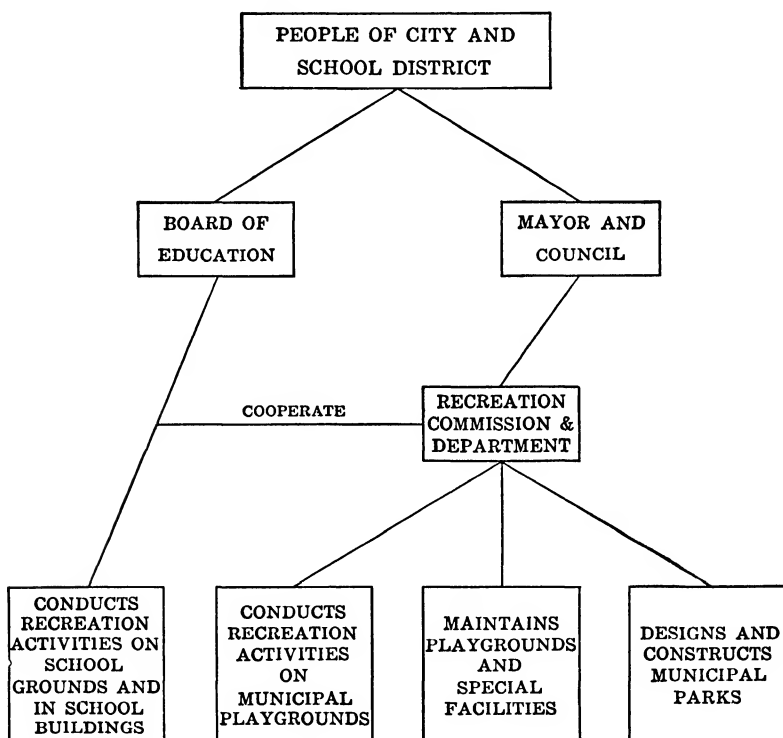 PEOPLE OF CITY AND
SCHOOL DISTRICT
BOARD OF
EDUCATION
MAYOR AND
COUNCIL
COOPERATE
RECREATION
COMMISSION &
DEPARTMENT
CONDUCTS
RECREATION
ACTIVITIES ON
SCHOOL
GROUNDS AND
IN SCHOOL
BUILDINGS
CONDUCTS
RECREATION
ACTIVITIES
ON
MUNICIPAL
PLAYGROUNDS
MAINTAINS
PLAYGROUNDS
AND
SPECIAL
FACILITIES
DESIGNS AND
CONSTRUCTS
MUNICIPAL
PARKS